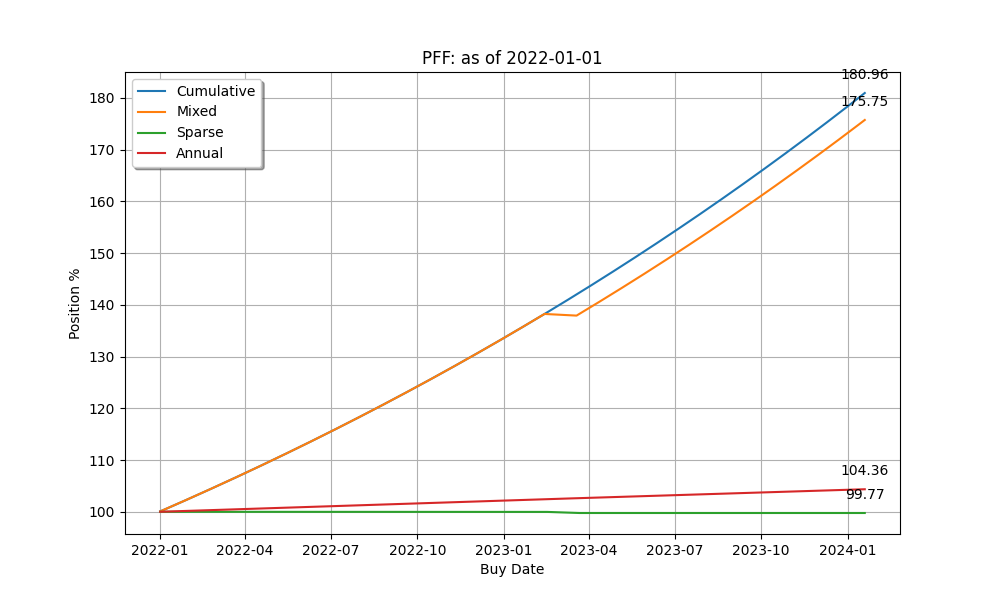 PFF: as of 2022-01-01
180.96
175.75
104.36
99.77
Cumulative
Mixed
Sparse
Annual
Position %
180
170
160
150
140
130
120
110
100
2022-01 2022-04 2022-07 2022-10 2023-01 2023-04 2023-07 2023-10 2024-01
Buy Date